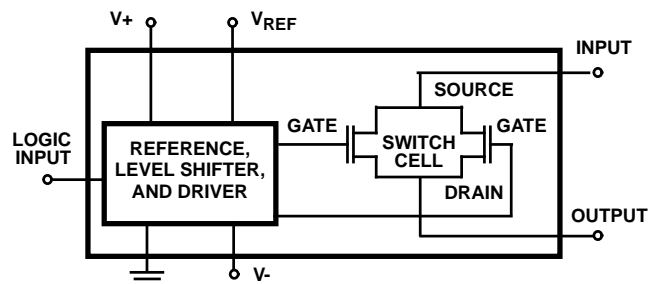 V+
VREF
INPUT
SOURCE
GATE
GATE
LOGIC
INPUT
REFERENCE,
LEVEL SHIFTER,
AND DRIVER
SWITCH
CELL
DRAIN
OUTPUT
V-